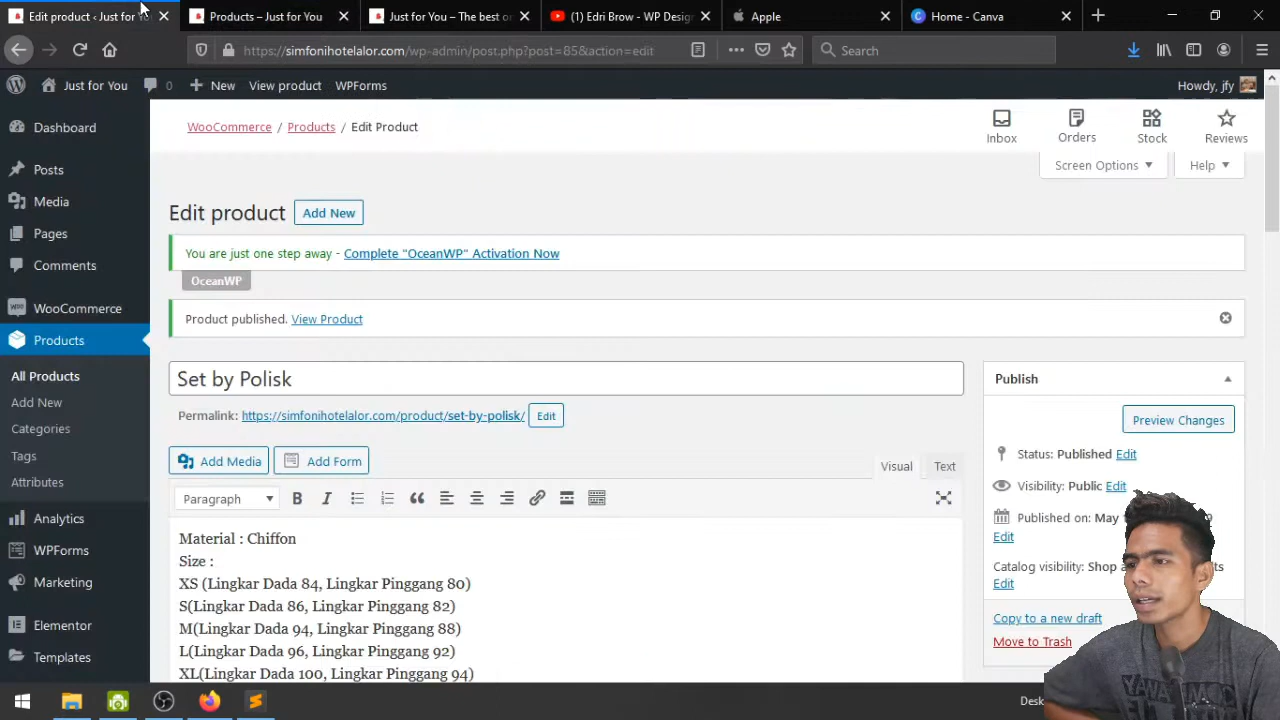 Edit product ‹ Just for Yo
Products – Just for You
Just for You – The best or
(1) Edri Brow - WP Desig
Apple
Home - Canva
https://simfonihotelalor.com/wp-admin/post.php?post=85&action=edit
Search
Just for You
0
New
View product
WPForms
Howdy, jfy
Dashboard
Posts
Media
Pages
Comments
WooCommerce
Products
All Products
Add New
Categories
Tags
Attributes
Analytics
WPForms
Marketing
Elementor
Templates
WooCommerce / Products / Edit Product
Inbox
Orders
Stock
Reviews
Screen Options
Help
Edit product
Add New
You are just one step away - Complete "OceanWP" Activation Now
OceanWP
Product published. View Product
Set by Polisk
Permalink: https://simfonihotelalor.com/product/set-by-polisk/ Edit
Add Media
Add Form
Visual
Text
Paragraph
Material : Chiffon
Size :
XS (Lingkar Dada 84, Lingkar Pinggang 80)
S(Lingkar Dada 86, Lingkar Pinggang 82)
M(Lingkar Dada 94, Lingkar Pinggang 88)
L(Lingkar Dada 96, Lingkar Pinggang 92)
XL(Lingkar Dada 100, Lingkar Pinggang 94)
Publish
Preview Changes
Status: Published Edit
Visibility: Public Edit
Published on: May
Edit
Catalog visibility: Shop
Edit
Copy to a new draft
Move to Trash
Desk